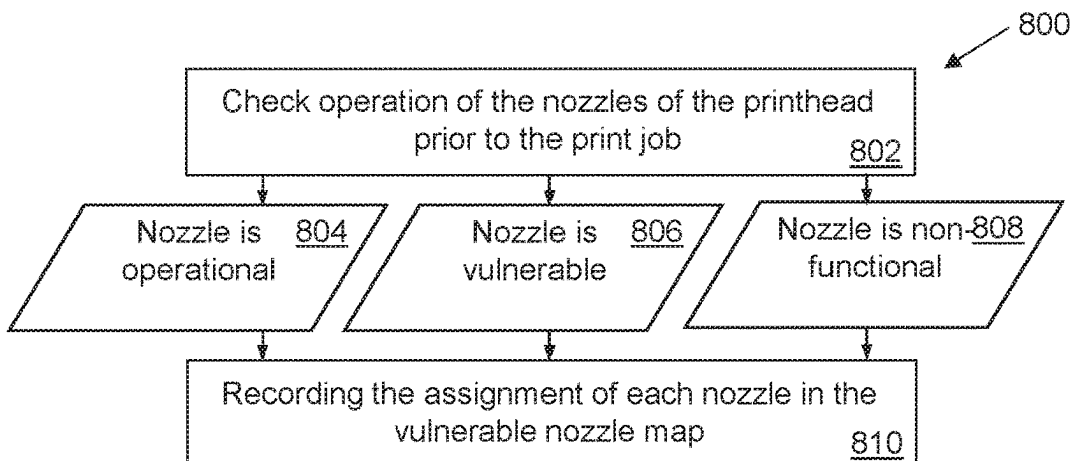 800
Check operation of the nozzles of the printhead
prior to the print job
802
Nozzle is 804
operational
Nozzle is 806
vulnerable
Nozzle is non-808
functional
Recording the assignment of each nozzle in the
vulnerable nozzle map
810